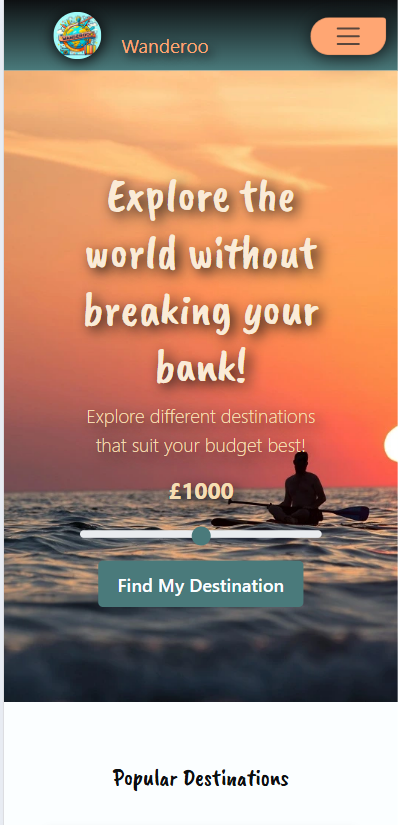 Wanderoo
Explore the
world without
breaking your
bank!
Explore different destinations
that suit your budget best!
£1000
Find My Destination
Popular Destinations